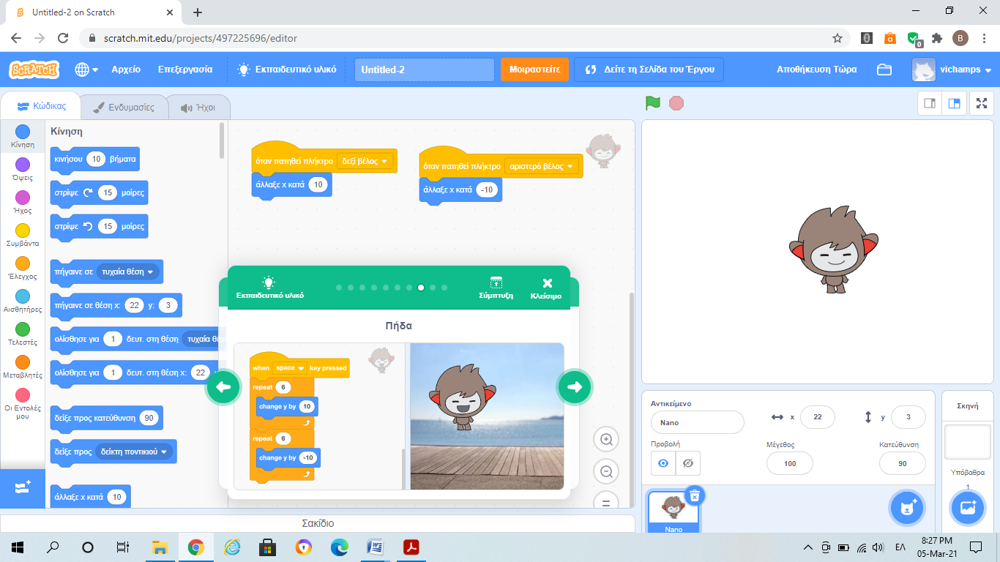 Untitled-2 on Scratch
scratch.mit.edu/projects/497225696/editor
0
B
SCRATCH
Αρχείο
Επεξεργασία
Εκπαιδευτικό υλικό
Untitled-2
Μοιραστείτε
Δείτε τη Σελίδα του Έργου
Αποθήκευση Τώρα
vichamps
Κώδικας
Ενδυμασίες
Ήχοι
Κίνηση
Όψεις
Ήχος
Συμβάντα
Έλεγχος
Αισθητήρες
Τελεστές
Μεταβλητές
Οι Εντολές
μου
Κίνηση
κινήσου 10 βήματα
στρίψε 15 μοίρες
στρίψε 15 μοίρες
πήγαινε σε τυχαία θέση
πήγαινε σε θέση x: 22 y: 3
ολίσθησε για 1 δευτ. στη θέση τυχαία
ολίσθησε για 1 δευτ. στη θέση x: 22
δείξε προς κατεύθυνση 90
δείξε προς δείκτη ποντικιού
άλλαξε x κατά 10
όταν πατηθεί πλήκτρο δεξί βέλος
άλλαξε x κατά 10
όταν πατηθεί πλήκτρο αριστερό βέλος
άλλαξε x κατά -10
Εκπαιδευτικό υλικό
Σύμπτυξη
Κλείσιμο
Πήδα
when space key pressed
repeat 6
change y by 10
repeat 6
change y by -10
Σακίδιο
Αντικείμενο
Nano
x 22
y 3
Προβολή
Μέγεθος
100
Κατεύθυνση
90
Nano
Σκηνή
Υπόβαθρα
1
ΕΛ
8:27 PM
05-Mar-21